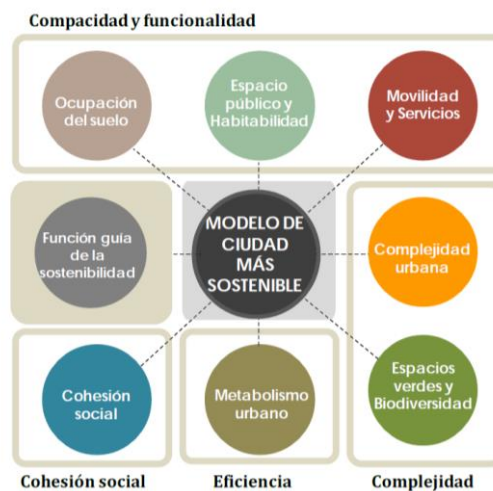 Compacidad y funcionalidad
Ocupación
del suelo
Espacio
público y
Habitabilidad
Movilidad
y Servicios
Función guía
de la
sostenibilidad
MODELO DE
CIUDAD
MÁS
SOSTENIBLE
Complejidad
urbana
Cohesión
social
Metabolismo
urbano
Espacios
verdes y
Biodiversidad
Cohesión social
Eficiencia
Complejidad